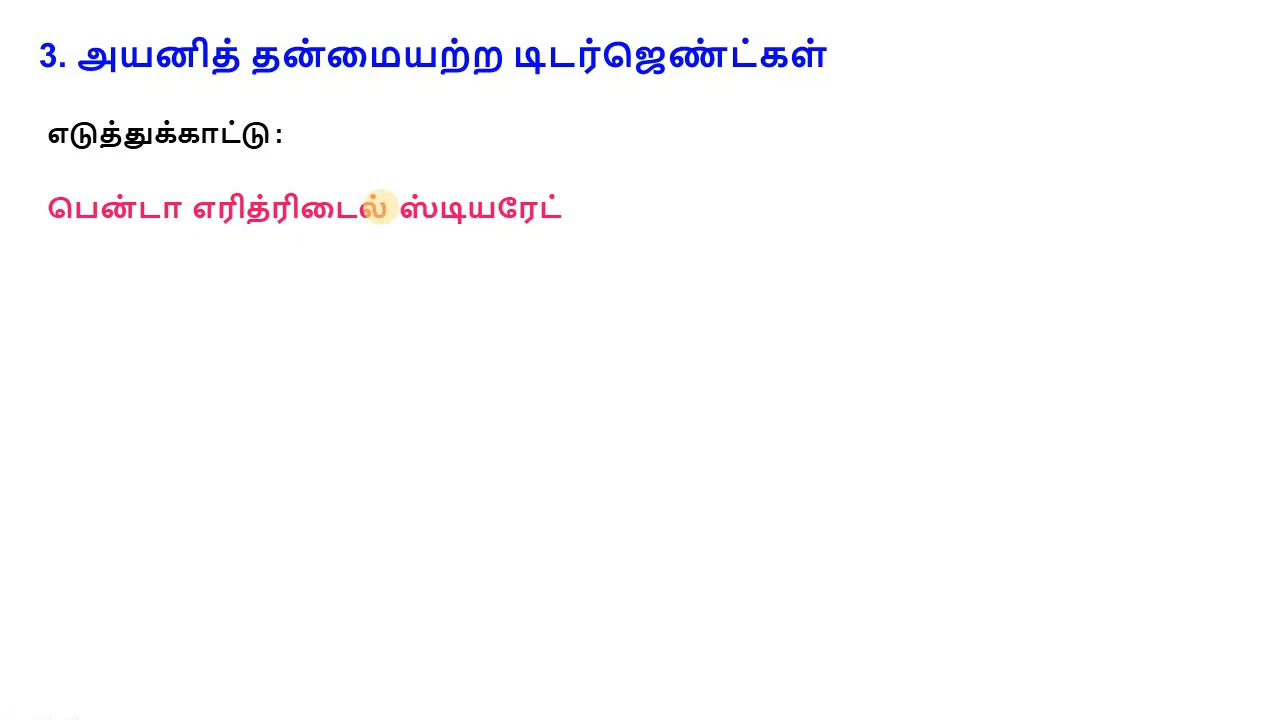 3. அயனித் தன்மையற்ற டிடர்ஜெண்ட்கள்
எடுத்துக்காட்டு :
பென்டா எரித்ரிடைல் ஸ்டியரேட்